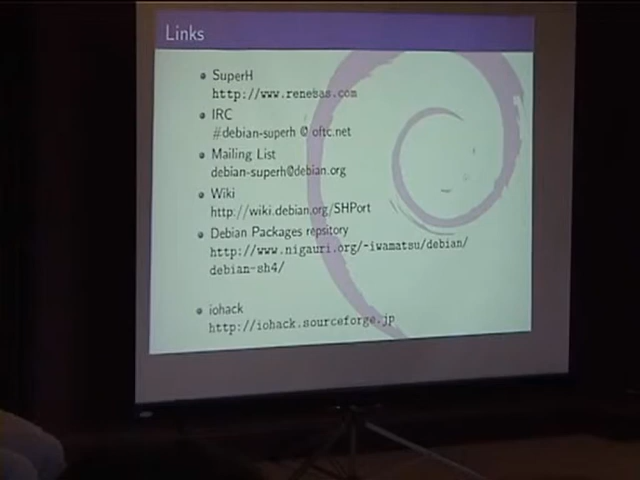 Links
SuperH
http://www.renesas.com
IRC
#debian-superh @ oftc.net
Mailing List
debian-superh@debian.org
Wiki
http://wiki.debian.org/SHPort
Debian Packages repsitory
http://www.nigauri.org/~iwamatsu/debian/
debian-sh4/
iohack
http://iohack.sourceforge.jp